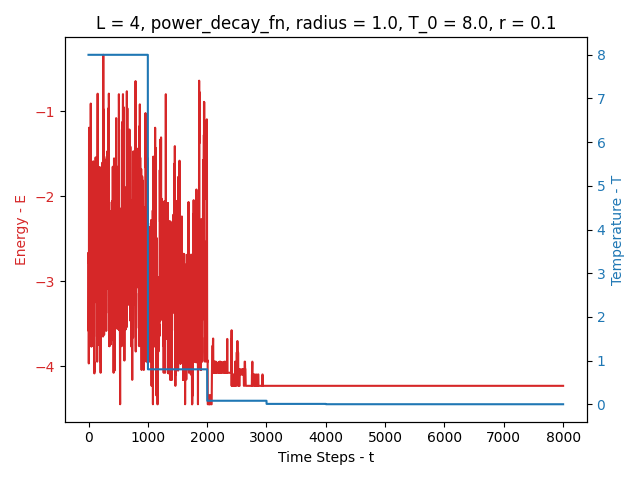 L = 4, power_decay_fn, radius = 1.0, T_0 = 8.0, r = 0.1
Energy - E
−1
−2
−3
−4
0 1000 2000 3000 4000 5000 6000 7000 8000
Time Steps - t
8
7
6
5
4
3
2
1
0
Temperature - T